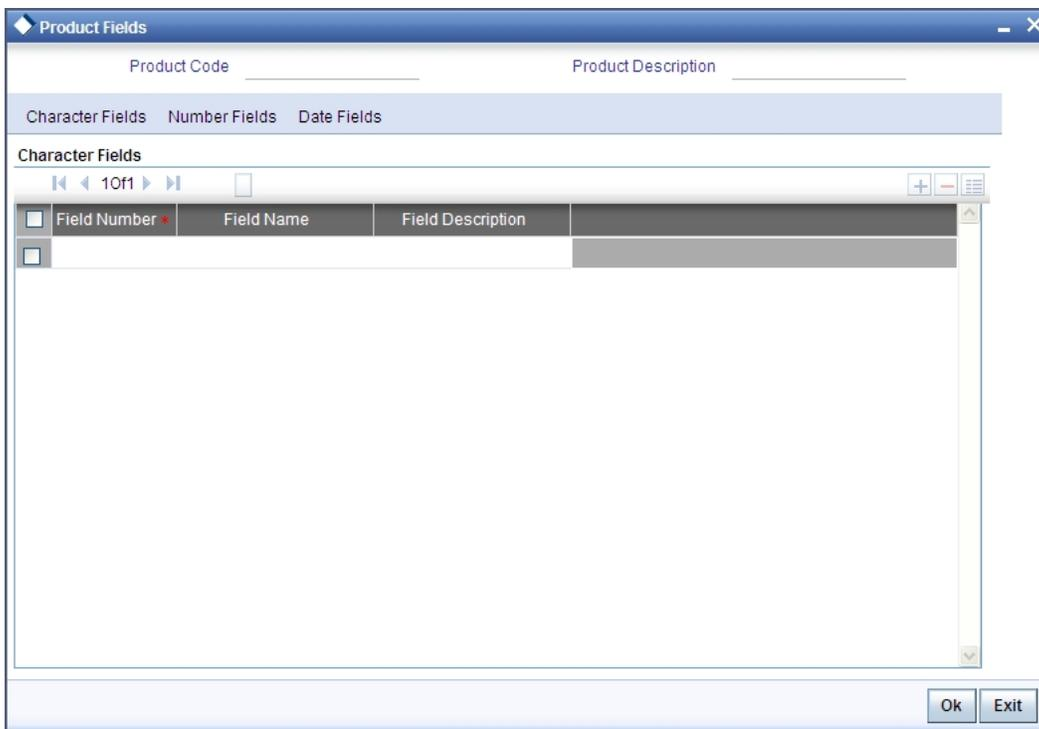 Product Fields
Product Code Product Description
Character Fields Number Fields Date Fields
Character Fields
1Of1
Field Number * Field Name Field Description
Ok Exit